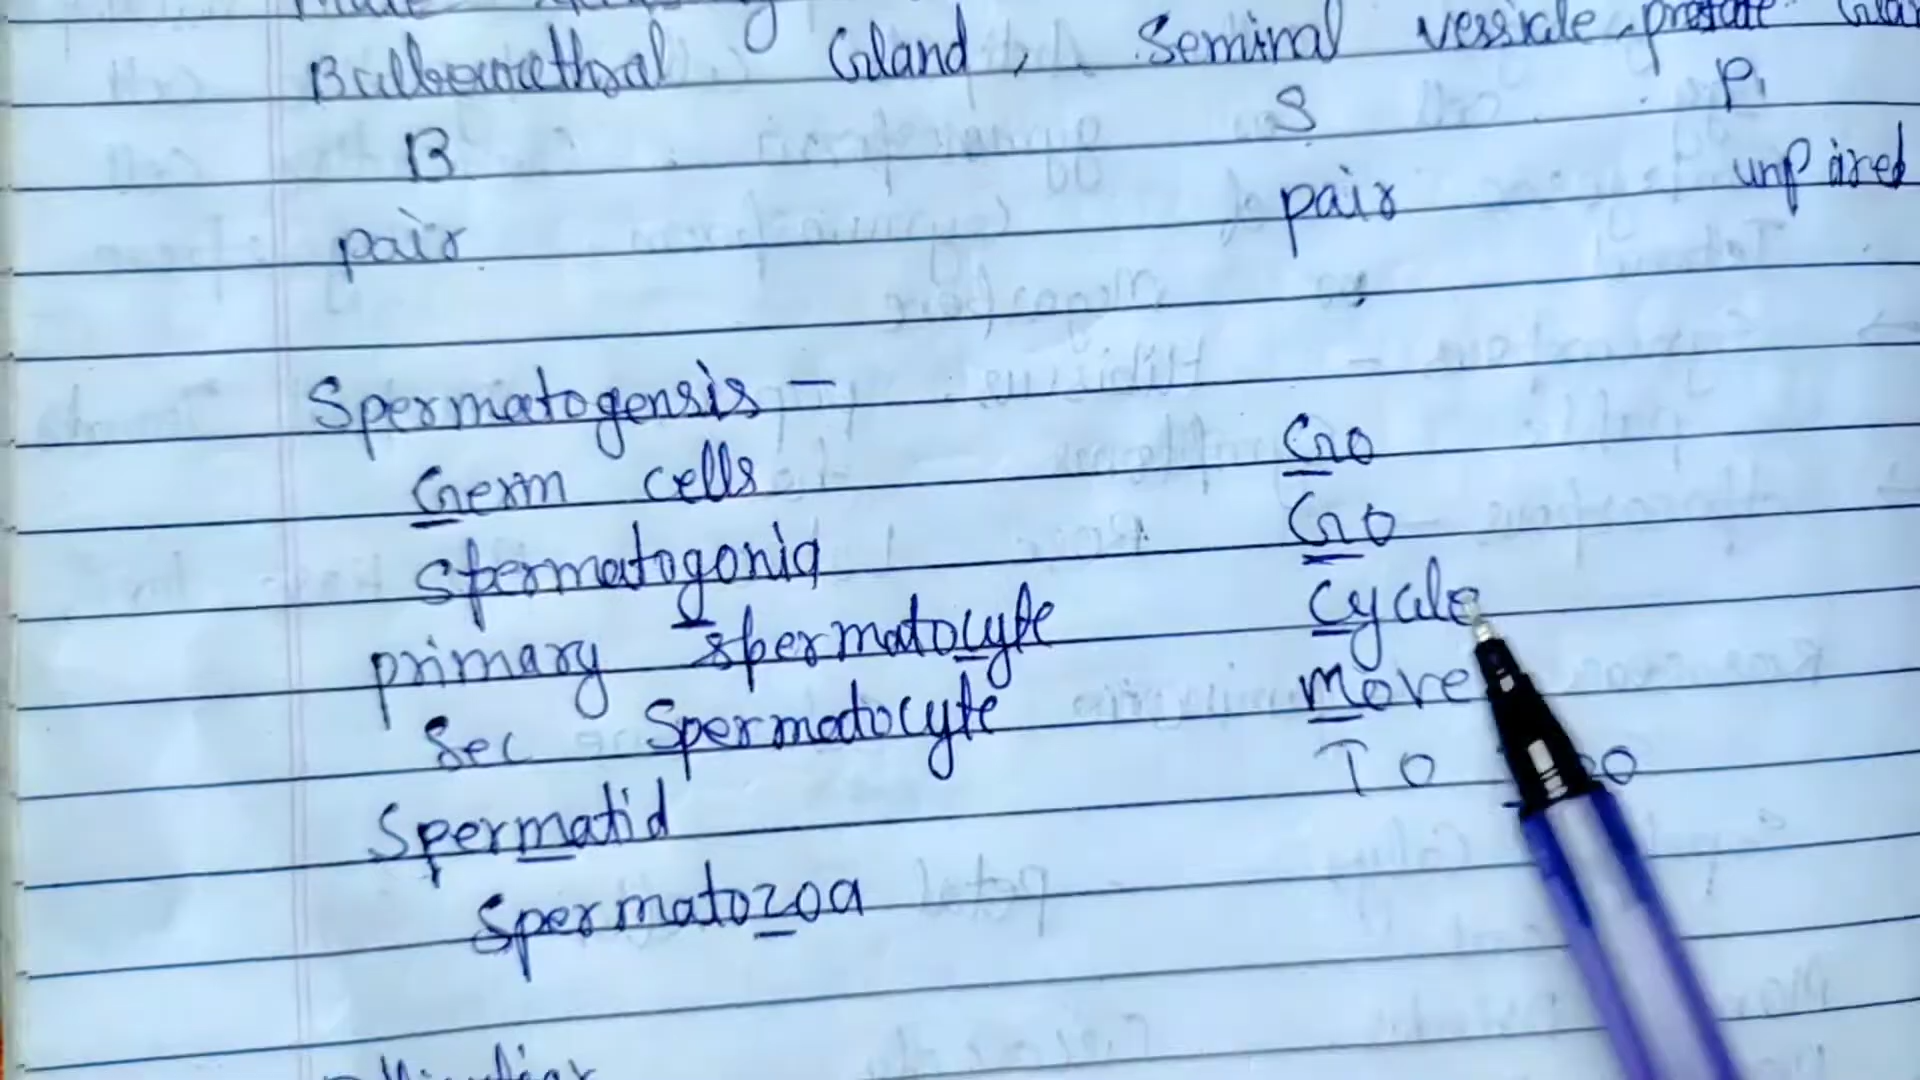 Bulbourethral Gland, Seminal vessicle, prostate Glan
B S P,
pair pair unpaired
Spermatogensis -
Germ cells Go
spermatogonia Go
primary spermatocyte Cycle
Sec Spermatocyte move
Spermatid To
Spermatozoa